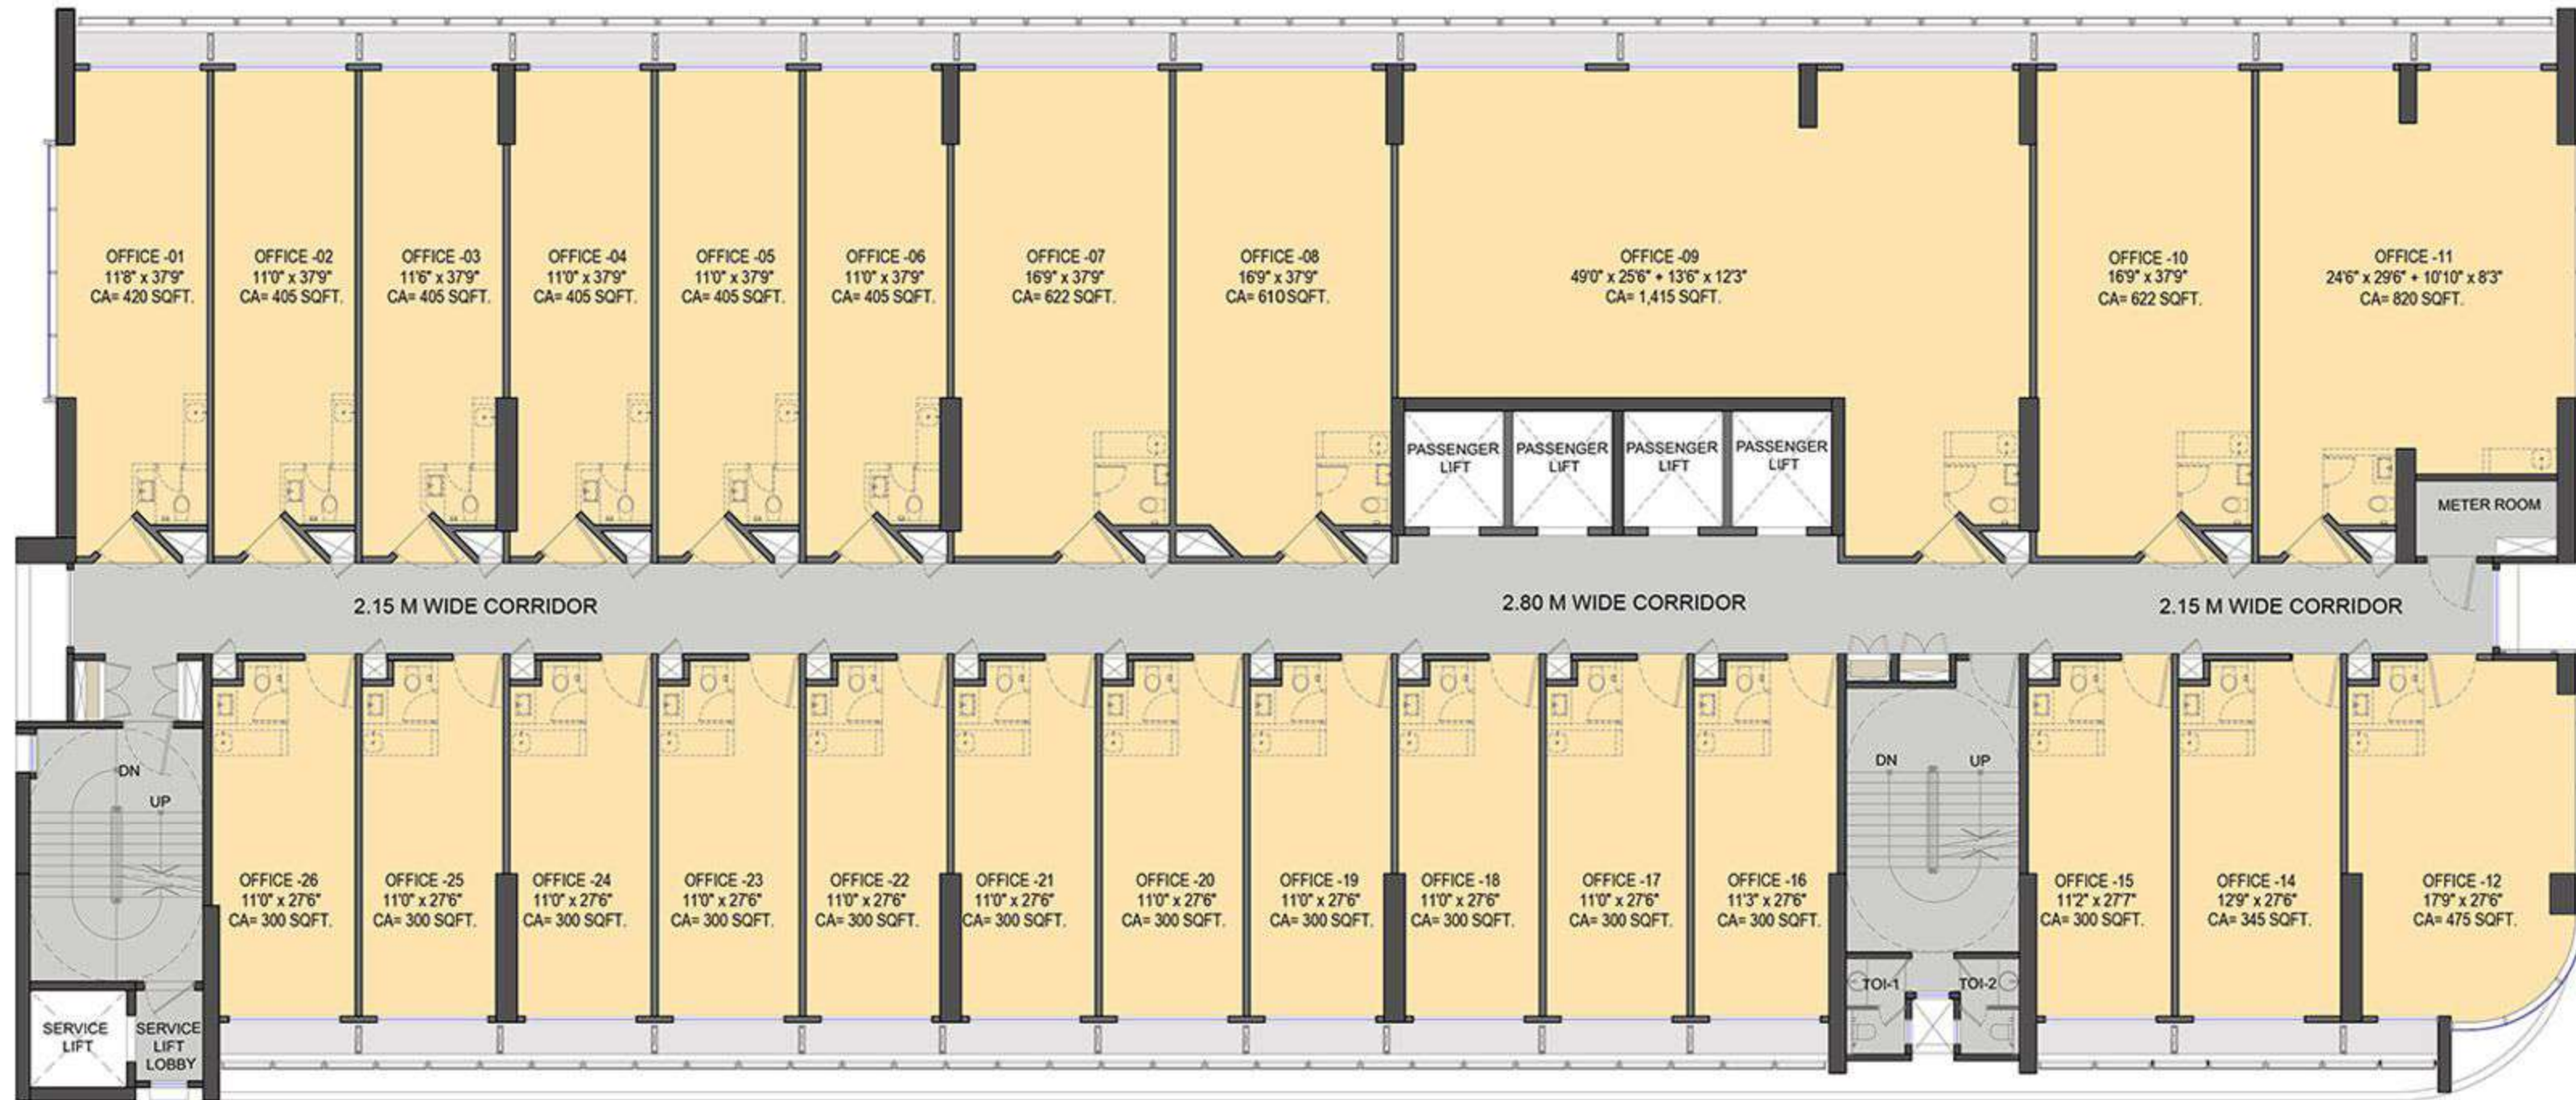 OFFICE -01
11'8" x 37'9"
CA= 420 SQFT.
OFFICE -02
11'0" x 37'9"
CA= 405 SQFT.
OFFICE -03
11'6" x 37'9"
CA= 405 SQFT.
OFFICE -04
11'0" x 37'9"
CA= 405 SQFT.
OFFICE -05
11'0" x 37'9"
CA= 405 SQFT.
OFFICE -06
11'0" x 37'9"
CA= 405 SQFT.
OFFICE -07
16'9" x 37'9"
CA= 622 SQFT.
OFFICE -08
16'9" x 37'9"
CA= 610 SQFT.
OFFICE -09
49'0" x 25'6" + 13'6" x 12'3"
CA= 1,415 SQFT.
OFFICE -10
16'9" x 37'9"
CA= 622 SQFT.
OFFICE -11
24'6" x 29'6" + 10'10" x 8'3"
CA= 820 SQFT.
PASSENGER
LIFT
PASSENGER
LIFT
PASSENGER
LIFT
PASSENGER
LIFT
METER ROOM
2.15 M WIDE CORRIDOR
2.80 M WIDE CORRIDOR
2.15 M WIDE CORRIDOR
DN
UP
DN
UP
OFFICE -26
11'0" x 27'6"
CA= 300 SQFT.
OFFICE -25
11'0" x 27'6"
CA= 300 SQFT.
OFFICE -24
11'0" x 27'6"
CA= 300 SQFT.
OFFICE -23
11'0" x 27'6"
CA= 300 SQFT.
OFFICE -22
11'0" x 27'6"
CA= 300 SQFT.
OFFICE -21
11'0" x 27'6"
CA= 300 SQFT.
OFFICE -20
11'0" x 27'6"
CA= 300 SQFT.
OFFICE -19
11'0" x 27'6"
CA= 300 SQFT.
OFFICE -18
11'0" x 27'6"
CA= 300 SQFT.
OFFICE -17
11'0" x 27'6"
CA= 300 SQFT.
OFFICE -16
11'3" x 27'6"
CA= 300 SQFT.
OFFICE -15
11'2" x 27'7"
CA= 300 SQFT.
OFFICE -14
12'9" x 27'6"
CA= 345 SQFT.
OFFICE -12
17'9" x 27'6"
CA= 475 SQFT.
TOI-1
TOI-2
SERVICE
LIFT
SERVICE
LIFT
LOBBY